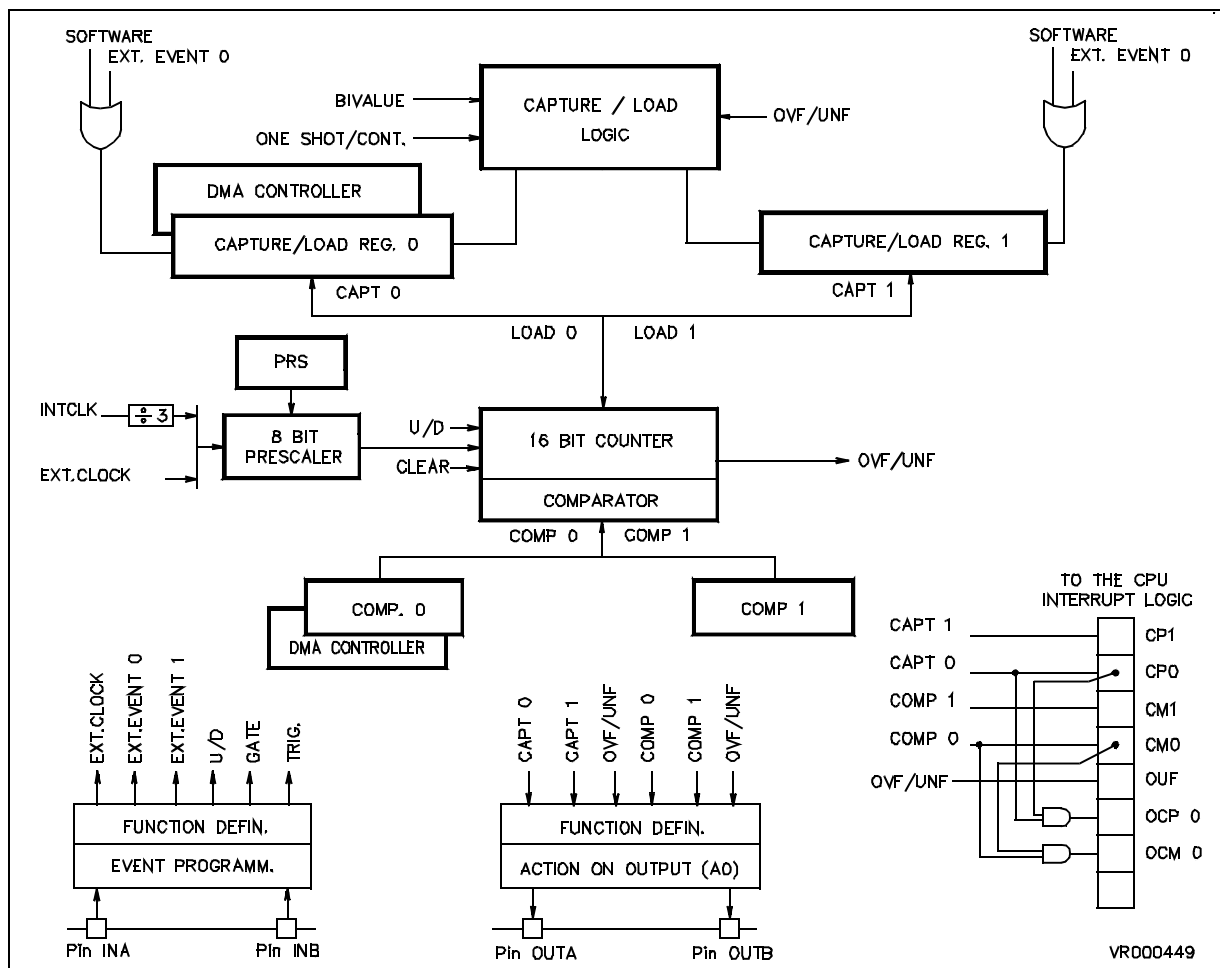 SOFTWARE
EXT. EVENT 0
SOFTWARE
EXT. EVENT 0
BIVALUE
ONE SHOT/CONT.
CAPTURE / LOAD
LOGIC
OVF/UNF
DMA CONTROLLER
CAPTURE/LOAD REG. 0
CAPTURE/LOAD REG. 1
CAPT 0
CAPT 1
LOAD 0
LOAD 1
PRS
INTCLK
÷ 3
8 BIT
PRESCALER
EXT.CLOCK
U/D
CLEAR
16 BIT COUNTER
COMPARATOR
OVF/UNF
COMP 0
COMP 1
COMP. 0
DMA CONTROLLER
COMP 1
TO THE CPU
INTERRUPT LOGIC
CAPT 1
CP1
CAPT 0
CP0
COMP 1
CM1
COMP 0
CM0
OVF/UNF
OUF
OCP 0
OCM 0
EXT.CLOCK
EXT.EVENT 0
EXT.EVENT 1
U/D
GATE
TRIG.
FUNCTION DEFIN.
EVENT PROGRAMM.
Pin INA
Pin INB
CAPT 0
CAPT 1
OVF/UNF
COMP 0
COMP 1
OVF/UNF
FUNCTION DEFIN.
ACTION ON OUTPUT (AO)
Pin OUTA
Pin OUTB
VR000449